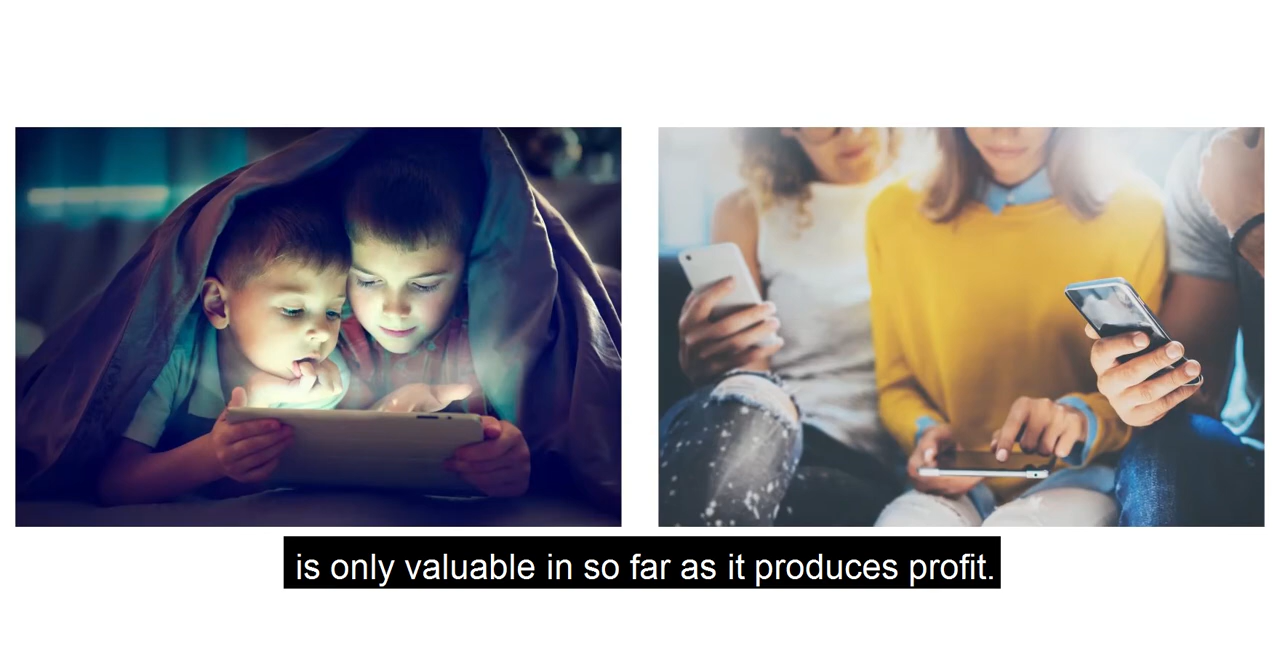 is only valuable in so far as it produces profit.